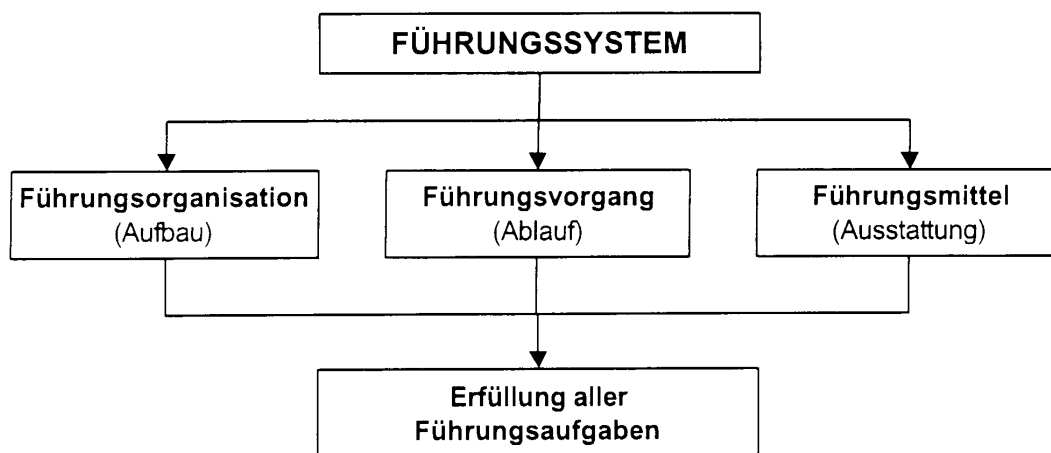 FÜHRUNGSSYSTEM
Führungsorganisation
(Aufbau)
Führungsvorgang
(Ablauf)
Führungsmittel
(Ausstattung)
Erfüllung aller
Führungsaufgaben